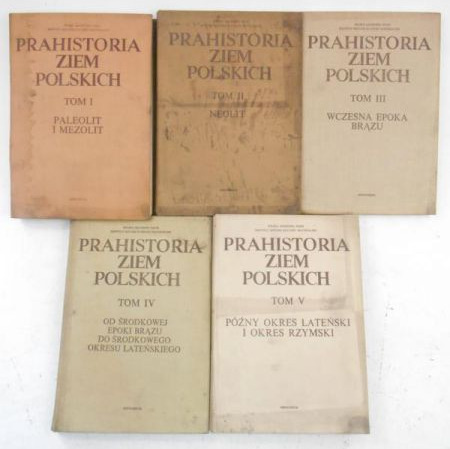 PRAHISTORIA
ZIEM
POLSKICH
TOM I
PALEOLIT
I MEZOLIT
PRAHISTORIA
ZIEM
POLSKICH
TOM II
NEOLIT
PRAHISTORIA
ZIEM
POLSKICH
TOM III
WCZESNA EPOKA
BRĄZU
PRAHISTORIA
ZIEM
POLSKICH
TOM IV
OD ŚRODKOWEJ
EPOKI BRĄZU
DO ŚRODKOWEGO
OKRESU LATEŃSKIEGO
PRAHISTORIA
ZIEM
POLSKICH
TOM V
PÓŹNY OKRES LATEŃSKI
I OKRES RZYMSKI